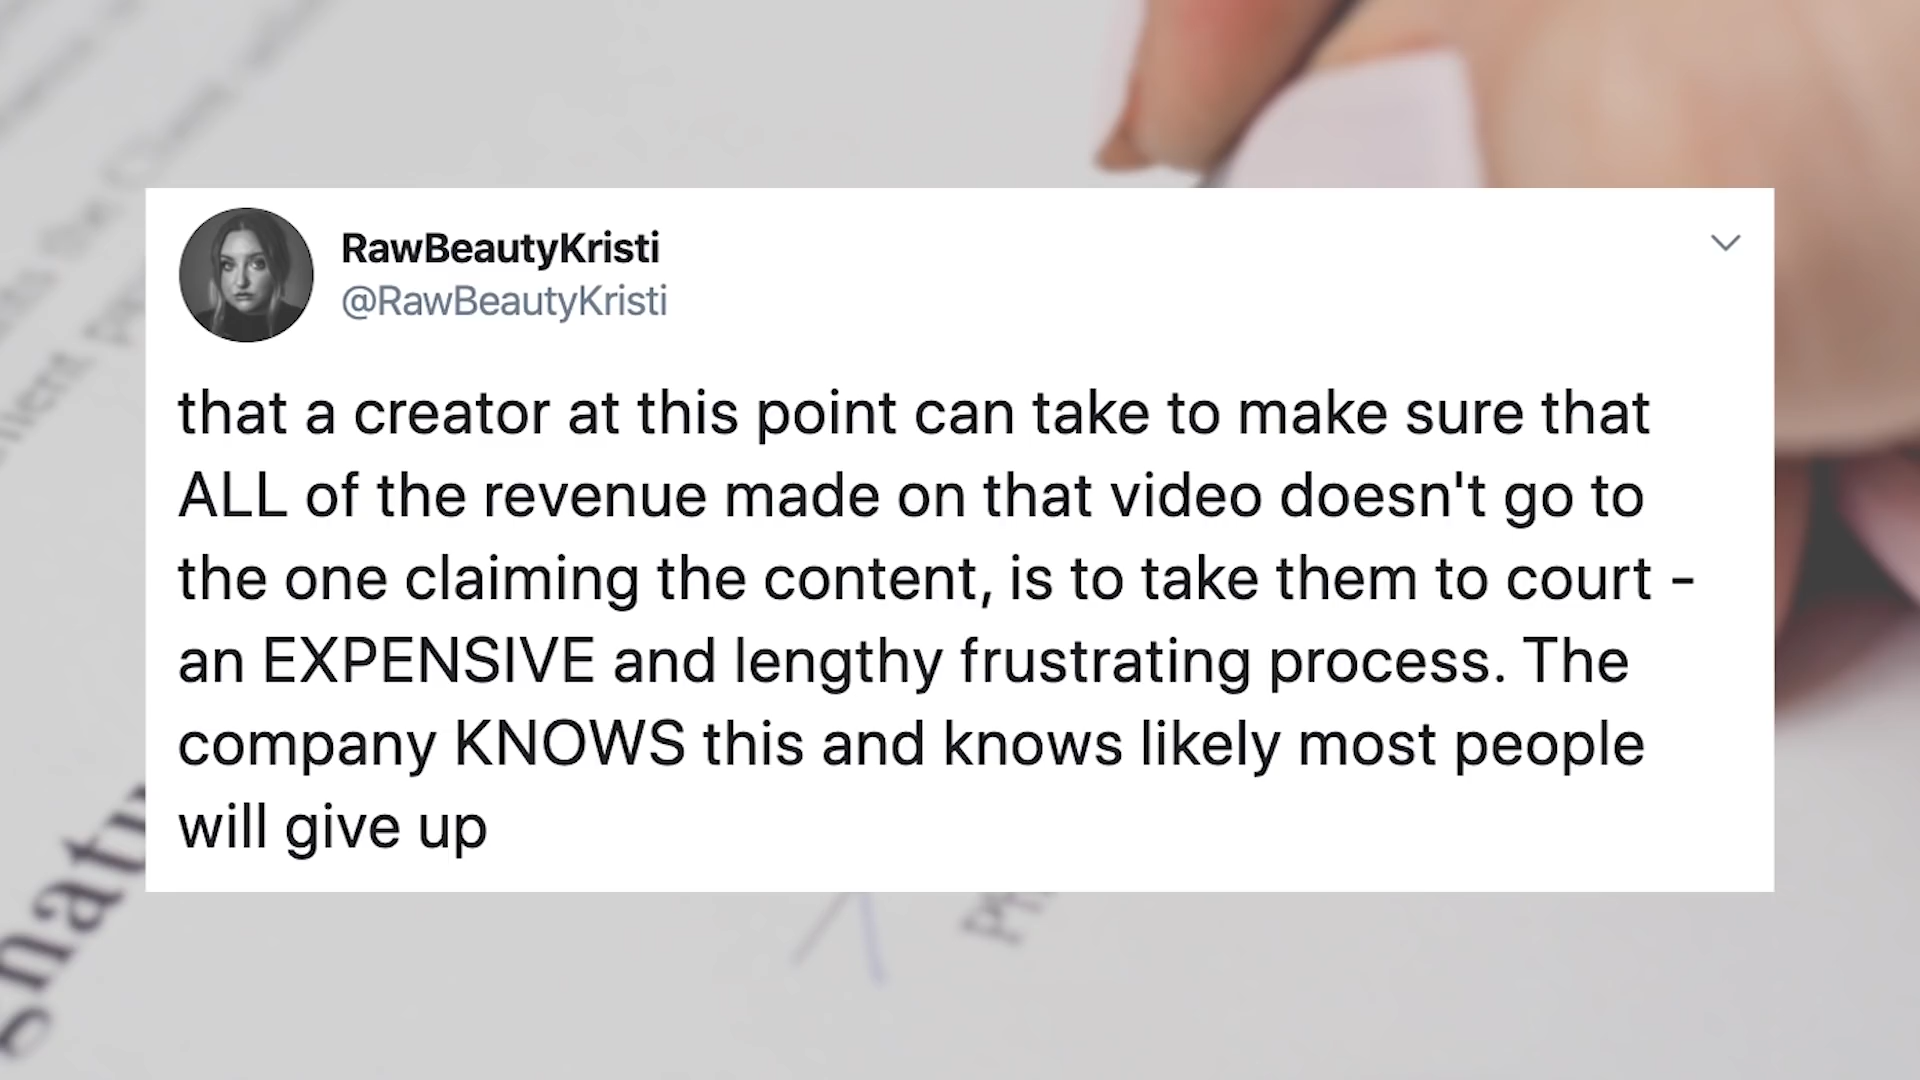 RawBeautyKristi
@RawBeautyKristi
that a creator at this point can take to make sure that
ALL of the revenue made on that video doesn't go to
the one claiming the content, is to take them to court -
an EXPENSIVE and lengthy frustrating process. The
company KNOWS this and knows likely most people
will give up